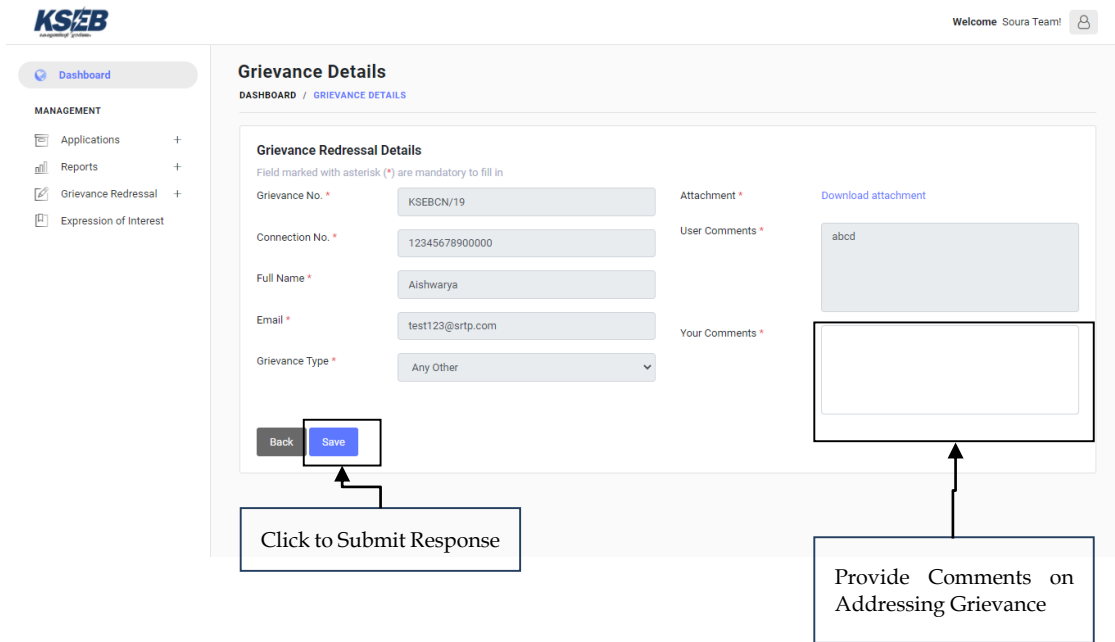 KSEB
Welcome Soura Team!
Dashboard
MANAGEMENT
Applications +
Reports +
Grievance Redressal +
Expression of Interest
Grievance Details
DASHBOARD / GRIEVANCE DETAILS
Grievance Redressal Details
Field marked with asterisk (*) are mandatory to fill in
Grievance No. * KSEBCN/19
Connection No. * 12345678900000
Full Name * Aishwarya
Email * test123@srtp.com
Grievance Type * Any Other
Attachment * Download attachment
User Comments * abcd
Your Comments *
Back Save
Click to Submit Response
Provide Comments on
Addressing Grievance